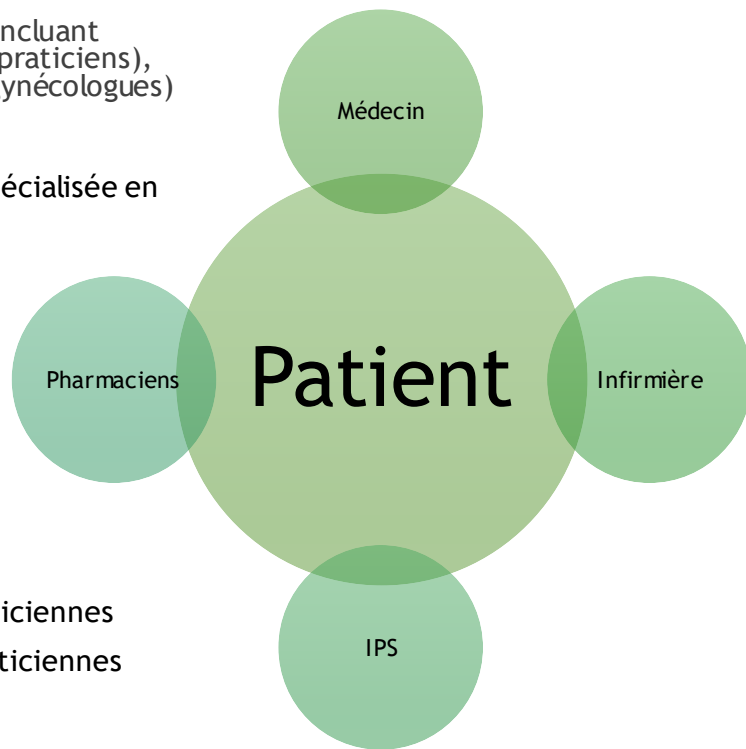 ncluant
praticiens),
ynécologues)
écialisée en
iciennes
ticiennes
Médecin
Pharmaciens
Patient
Infirmière
IPS